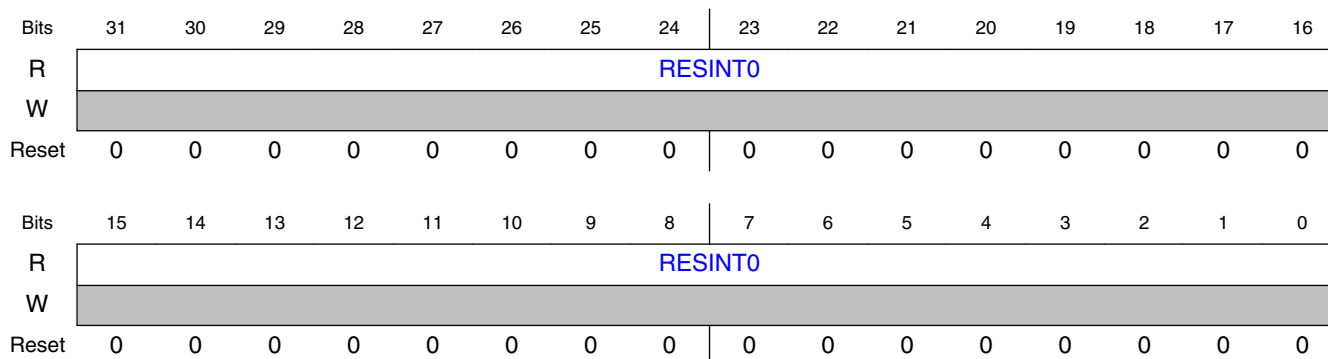 Bits 31 30 29 28 27 26 25 24 23 22 21 20 19 18 17 16
R RESINT0
W
Reset 0 0 0 0 0 0 0 0 0 0 0 0 0 0 0 0
Bits 15 14 13 12 11 10 9 8 7 6 5 4 3 2 1 0
R RESINT0
W
Reset 0 0 0 0 0 0 0 0 0 0 0 0 0 0 0 0